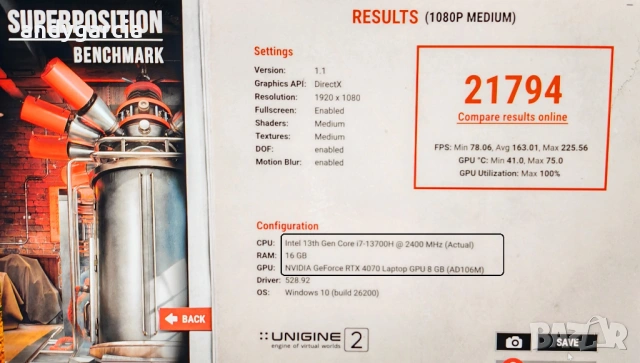 SUPERPOSITION
andygarcia
BENCHMARK
RESULTS (1080P MEDIUM)
Settings
Version: 1.1
Graphics API: DirectX
Resolution: 1920 x 1080
Fullscreen: Enabled
Shaders: Medium
Textures: Medium
DOF: enabled
Motion Blur: enabled
21794
Compare results online
FPS: Min 78.06, Avg 163.01, Max 225.56
GPU °C: Min 41.0, Max 75.0
GPU Utilization: Max 100%
Configuration
CPU: Intel 13th Gen Core i7-13700H @ 2400 MHz (Actual)
RAM: 16 GB
GPU: NVIDIA GeForce RTX 4070 Laptop GPU 8 GB (AD106M)
Driver: 528.92
OS: Windows 10 (build 26200)
BACK
UNIGINE 2
engine of virtual worlds
SAVE
BAZAR